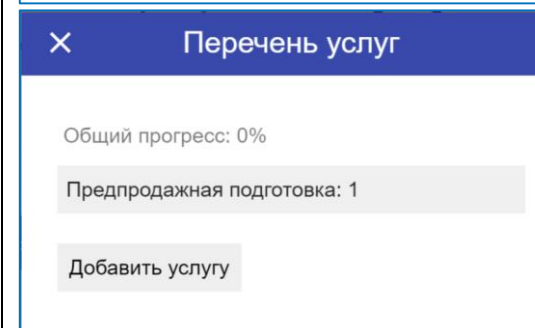 Перечень услуг
Общий прогресс: 0%
Предпродажная подготовка: 1
Добавить услугу